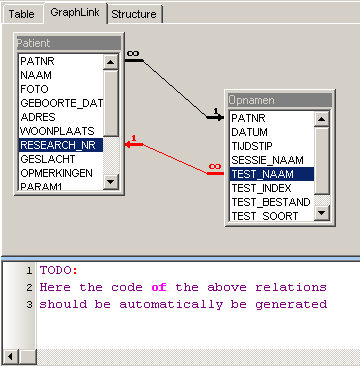 Table GraphLink Structure
Patient
PATNR
NAAM
FOTO
GEBOORTE_DAT
ADRES
WOONPLAATS
RESEARCH_NR
GESLACHT
OPMERKINGEN
PARAM1
∞
1
1
∞
Opnamen
PATNR
DATUM
TIJDSTIP
SESSIE_NAAM
TEST_NAAM
TEST_INDEX
TEST_BESTAND
TEST_SOORT
1 TODO:
2 Here the code of the above relations
3 should be automatically be generated